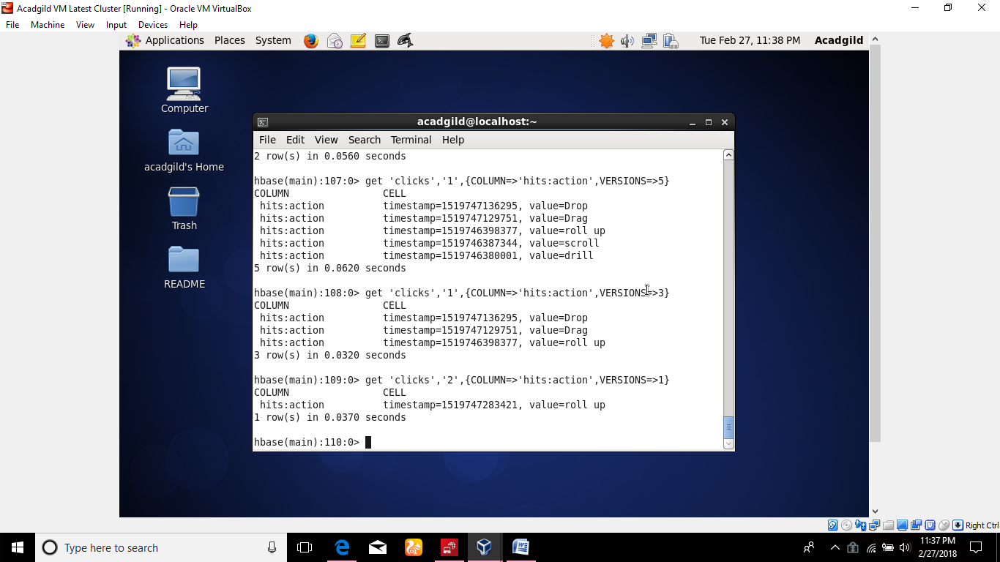 Acadgild VM Latest Cluster [Running] - Oracle VM VirtualBox
File Machine View Input Devices Help
Applications Places System Tue Feb 27, 11:38 PM Acadgild
Computer
acadgild's Home
Trash
README
acadgild@localhost:~
File Edit View Search Terminal Help
2 row(s) in 0.0560 seconds
hbase(main):107:0> get 'clicks','1',{COLUMN=>'hits:action',VERSIONS=>5}
COLUMN CELL
hits:action timestamp=1519747136295, value=Drop
hits:action timestamp=1519747129751, value=Drag
hits:action timestamp=1519746398377, value=roll up
hits:action timestamp=1519746387344, value=scroll
hits:action timestamp=1519746380001, value=drill
5 row(s) in 0.0620 seconds
hbase(main):108:0> get 'clicks','1',{COLUMN=>'hits:action',VERSIONS=>3}
COLUMN CELL
hits:action timestamp=1519747136295, value=Drop
hits:action timestamp=1519747129751, value=Drag
hits:action timestamp=1519746398377, value=roll up
3 row(s) in 0.0320 seconds
hbase(main):109:0> get 'clicks','2',{COLUMN=>'hits:action',VERSIONS=>1}
COLUMN CELL
hits:action timestamp=1519747283421, value=roll up
1 row(s) in 0.0370 seconds
hbase(main):110:0>
Right Ctrl
Type here to search
11:37 PM
2/27/2018